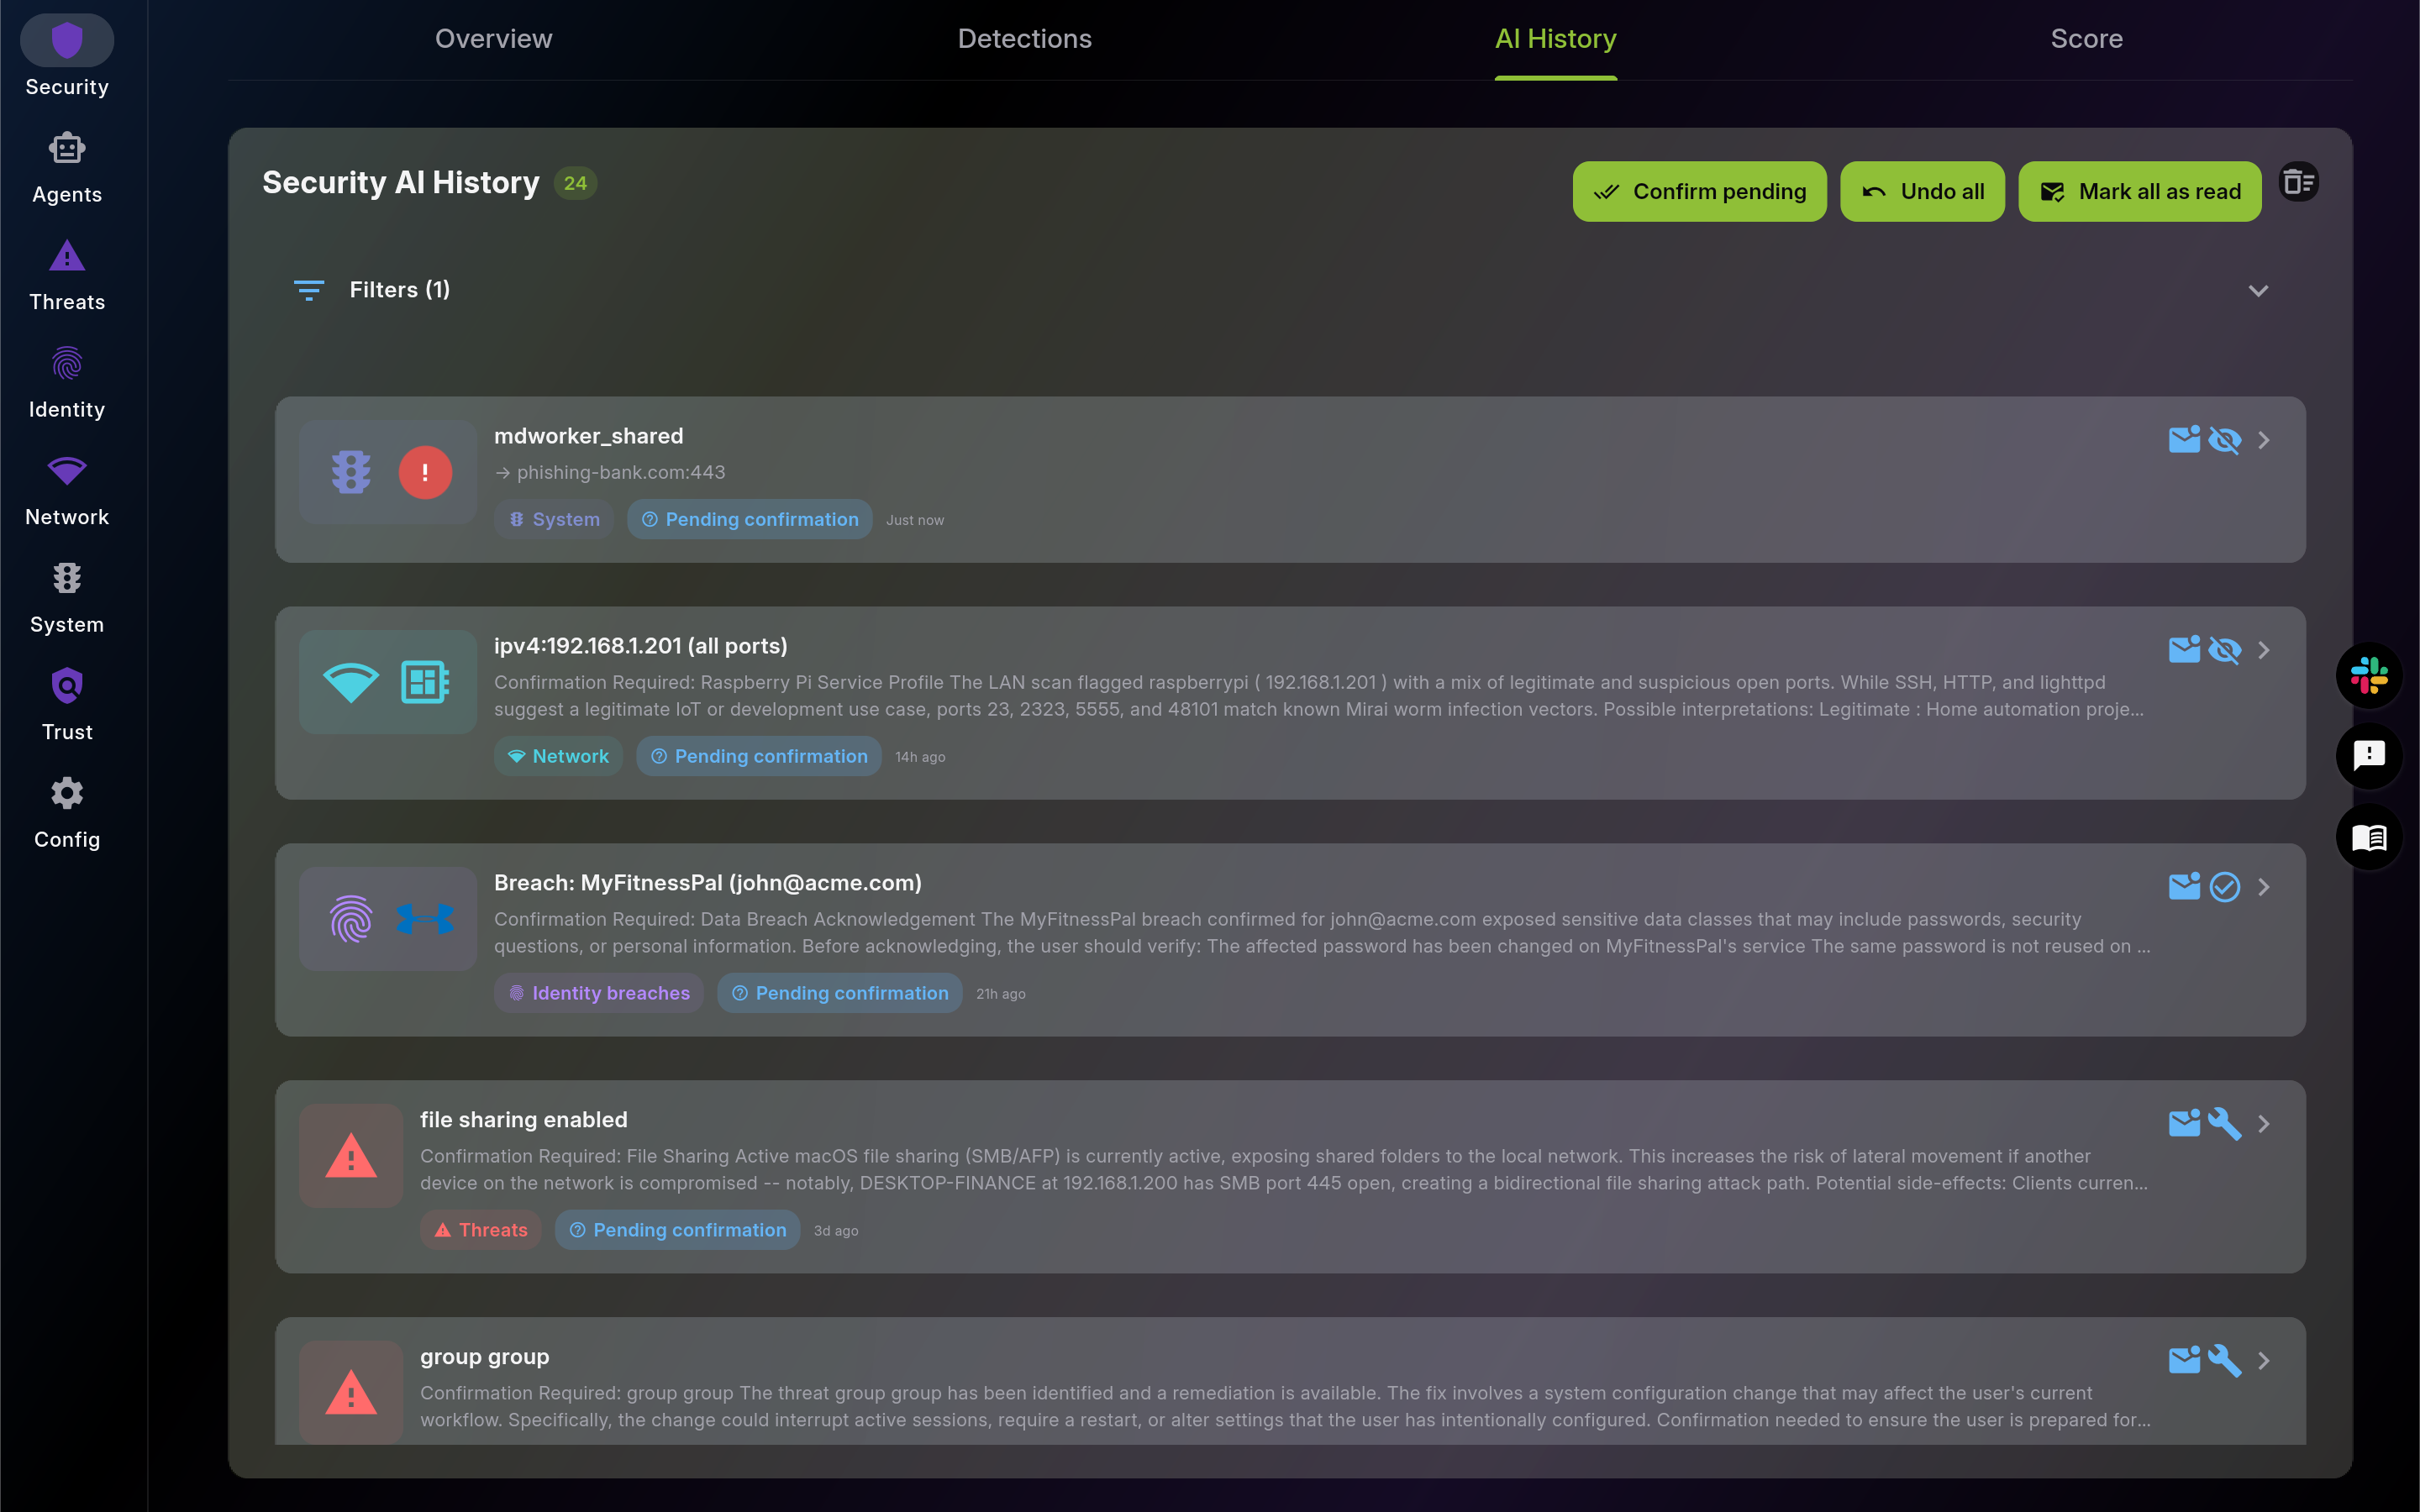 Overview
Detections
AI History
Score
Security
Agents
Threats
Identity
Network
System
Trust
Config
Security AI History 24
Confirm pending
Undo all
Mark all as read
Filters (1)
mdworker_shared
→ phishing-bank.com:443
System
Pending confirmation
Just now
ipv4:192.168.1.201 (all ports)
Confirmation Required: Raspberry Pi Service Profile The LAN scan flagged raspberrypi ( 192.168.1.201 ) with a mix of legitimate and suspicious open ports. While SSH, HTTP, and lighttpd
suggest a legitimate IoT or development use case, ports 23, 2323, 5555, and 48101 match known Mirai worm infection vectors. Possible interpretations: Legitimate : Home automation proje...
Network
Pending confirmation
14h ago
Breach: MyFitnessPal (john@acme.com)
Confirmation Required: Data Breach Acknowledgement The MyFitnessPal breach confirmed for john@acme.com exposed sensitive data classes that may include passwords, security
questions, or personal information. Before acknowledging, the user should verify: The affected password has been changed on MyFitnessPal's service The same password is not reused on ...
Identity breaches
Pending confirmation
21h ago
file sharing enabled
Confirmation Required: File Sharing Active macOS file sharing (SMB/AFP) is currently active, exposing shared folders to the local network. This increases the risk of lateral movement if another
device on the network is compromised -- notably, DESKTOP-FINANCE at 192.168.1.200 has SMB port 445 open, creating a bidirectional file sharing attack path. Potential side-effects: Clients curren...
Threats
Pending confirmation
3d ago
group group
Confirmation Required: group group The threat group group has been identified and a remediation is available. The fix involves a system configuration change that may affect the user's current
workflow. Specifically, the change could interrupt active sessions, require a restart, or alter settings that the user has intentionally configured. Confirmation needed to ensure the user is prepared for...